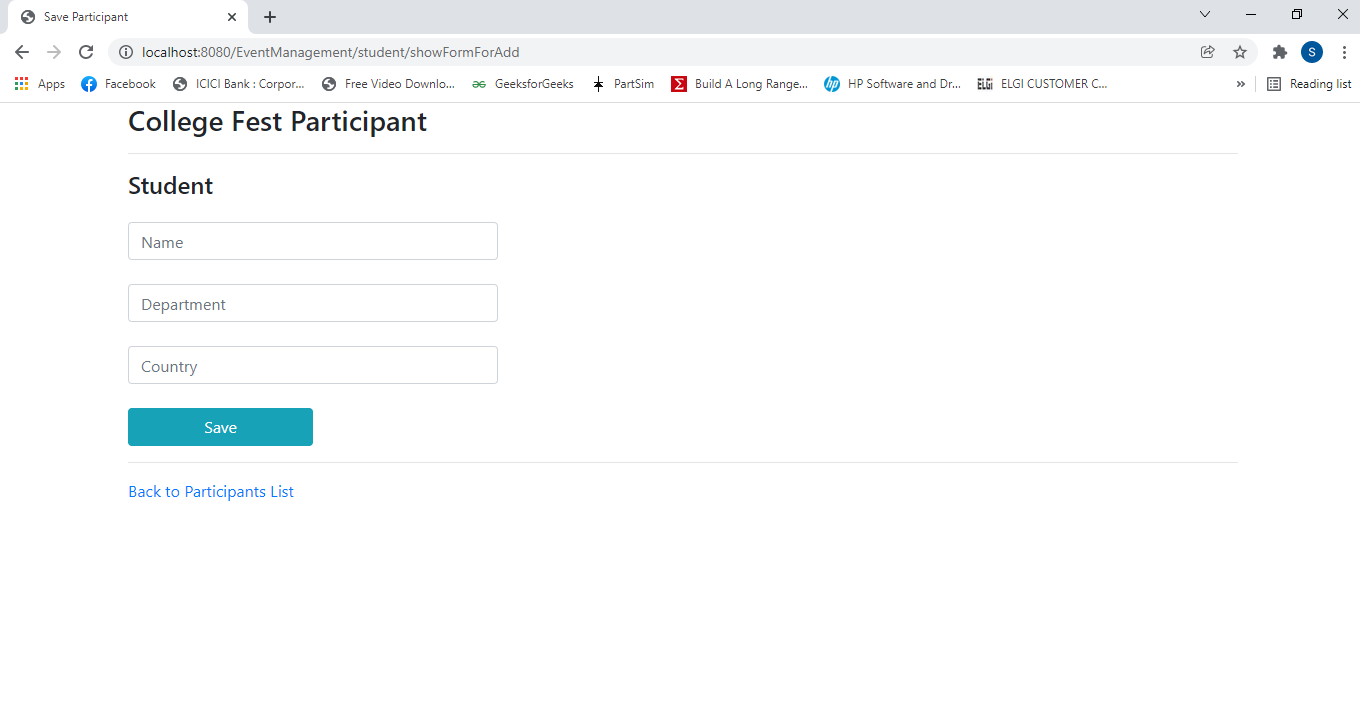 Save Participant
localhost:8080/EventManagement/student/showFormForAdd
S
Apps Facebook ICICI Bank : Corpor... Free Video Downlo... GeeksforGeeks PartSim Build A Long Range... HP Software and Dr... ELGI ELGI CUSTOMER C... » Reading list
College Fest Participant
Student
Name
Department
Country
Save
Back to Participants List